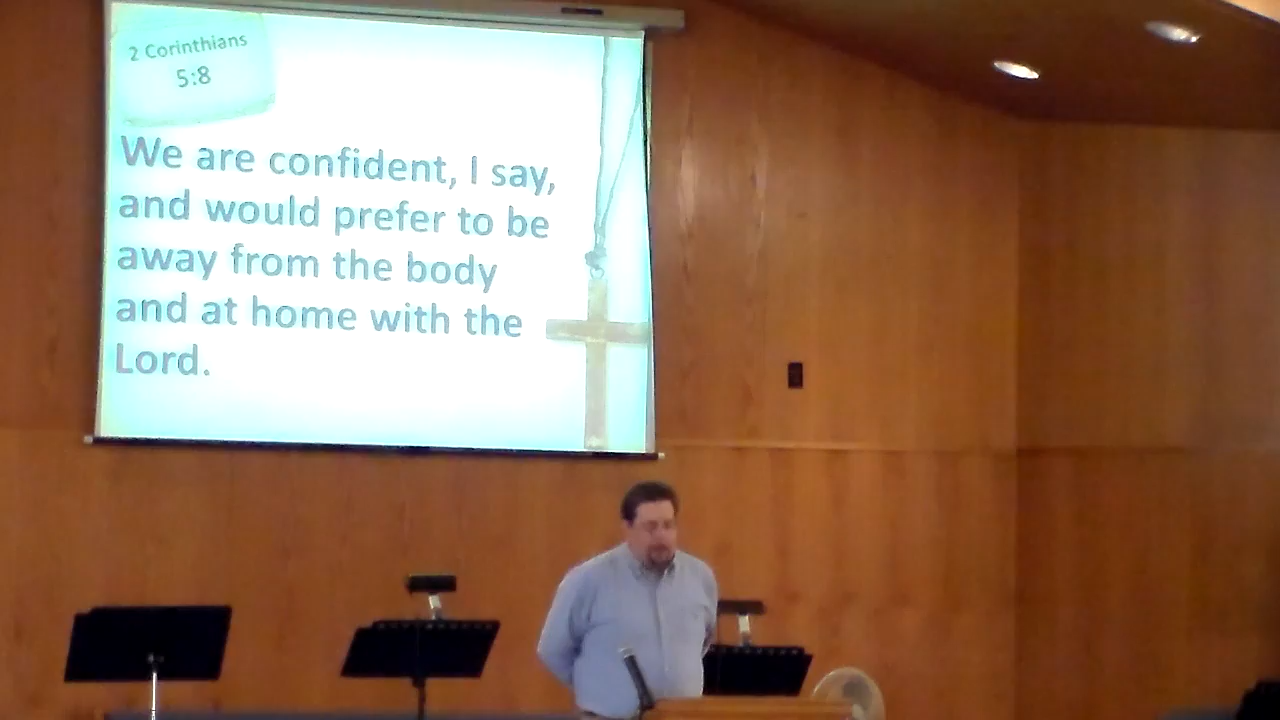 2 Corinthians
5:8
We are confident, I say,
and would prefer to be
away from the body
and at home with the
Lord.